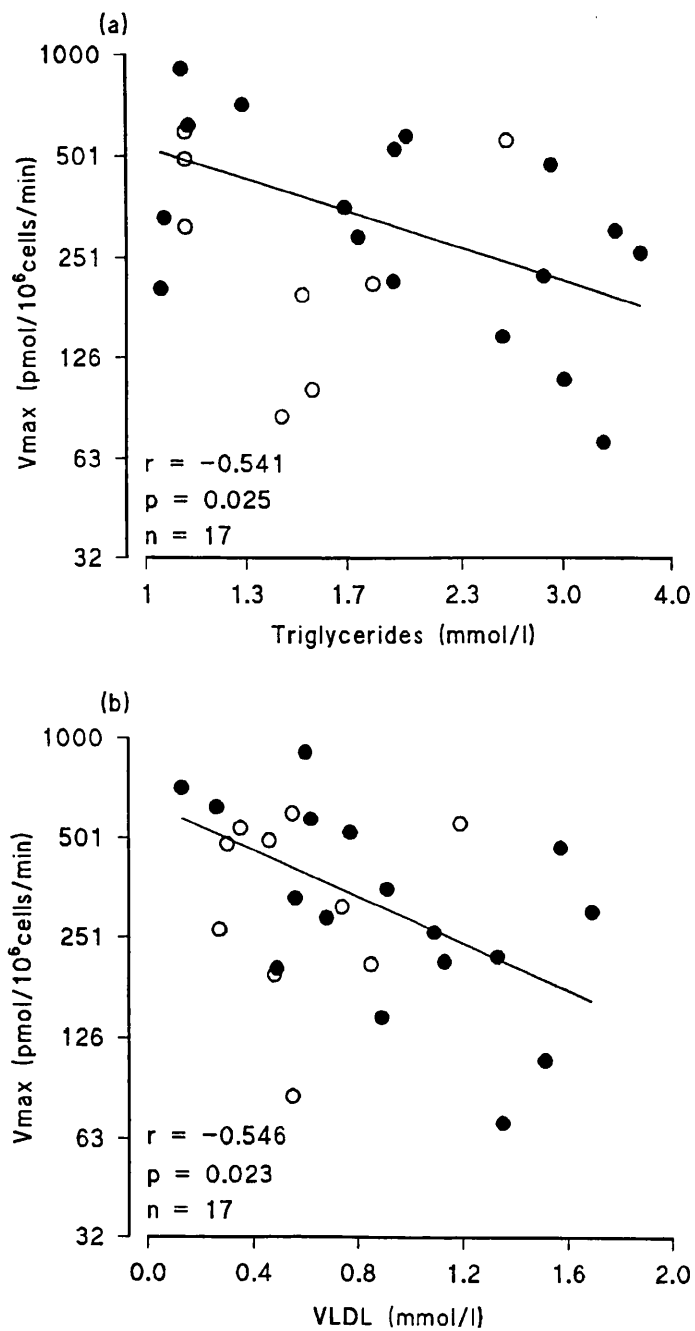 (a)
Vmax (pmol/10⁶cells/min)
1000
501
251
126
63
32
r = -0.541
p = 0.025
n = 17
1 1.3 1.7 2.3 3.0 4.0
Triglycerides (mmol/l)
(b)
Vmax (pmol/10⁶cells/min)
1000
501
251
126
63
32
r = -0.546
p = 0.023
n = 17
0.0 0.4 0.8 1.2 1.6 2.0
VLDL (mmol/l)